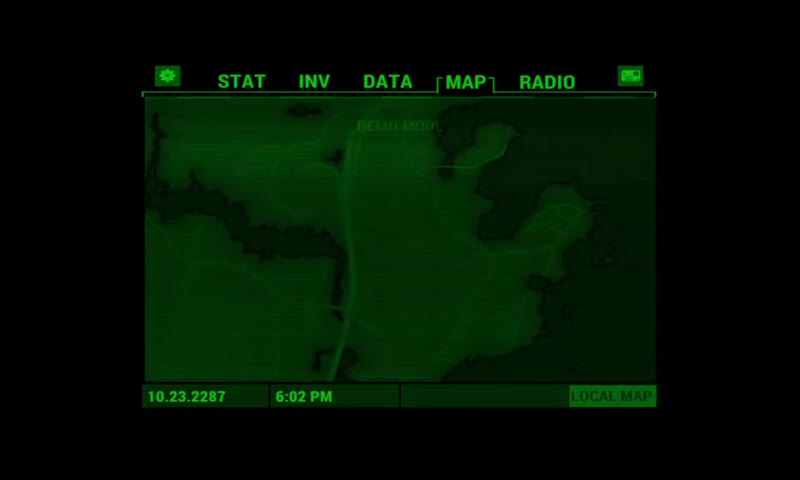 STAT INV DATA MAP RADIO
DEMO MODE
10.23.2287 6:02 PM LOCAL MAP